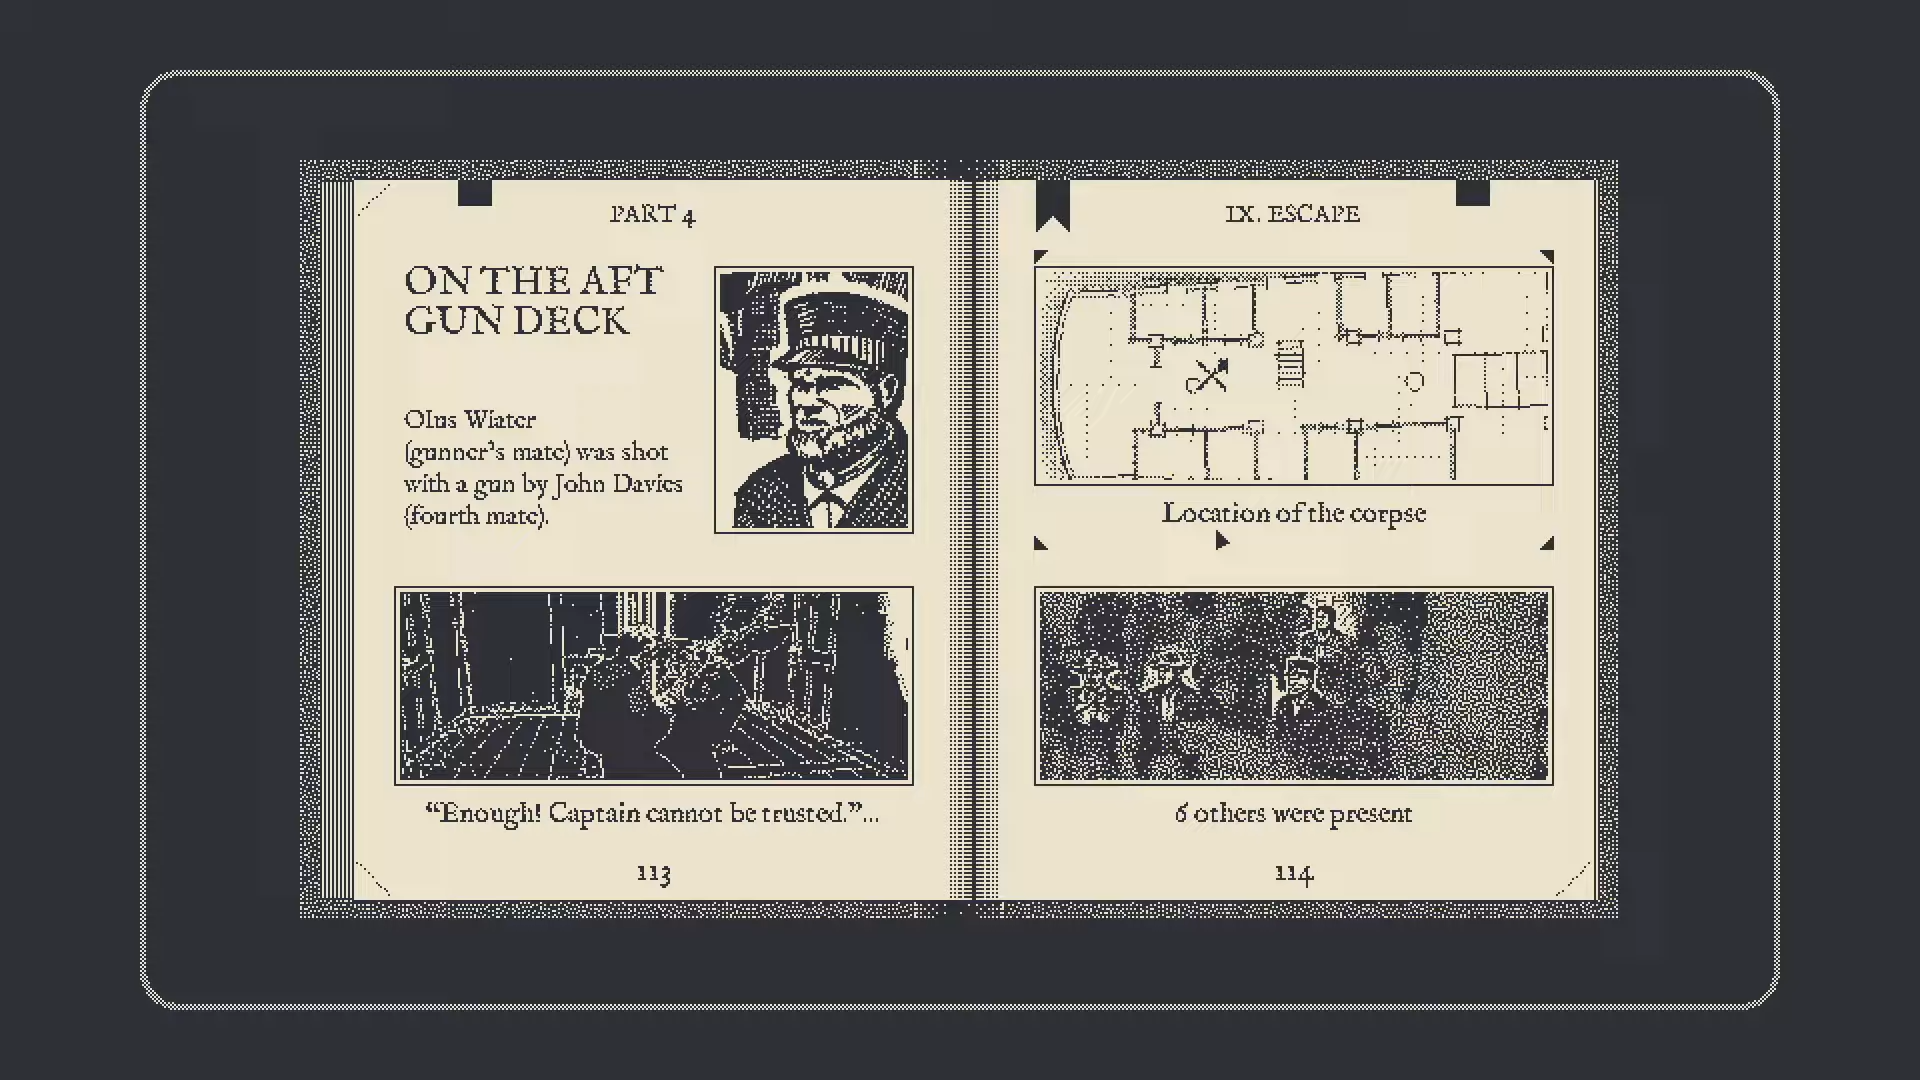 PART 4
ON THE AFT
GUN DECK
Olus Wiater
(gunner's mate) was shot
with a gun by John Davies
(fourth mate).
“Enough! Captain cannot be trusted.”...
113
IX. ESCAPE
Location of the corpse
6 others were present
114